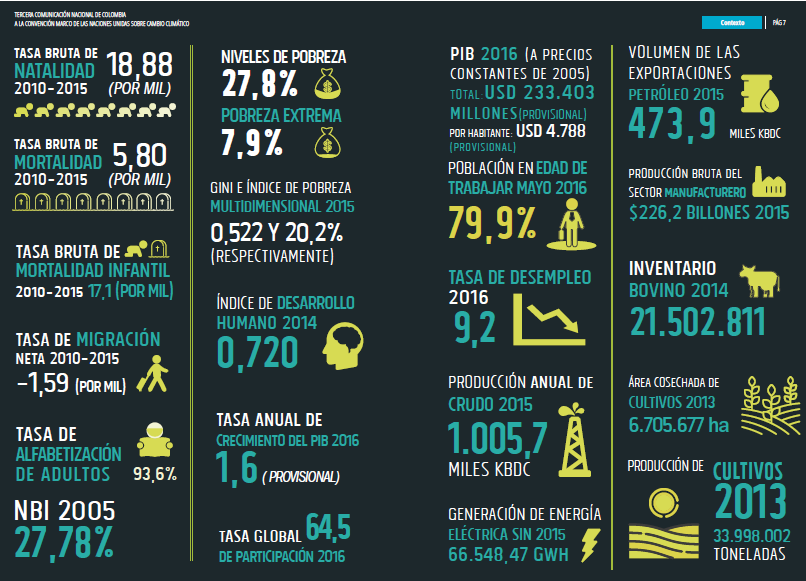 TERCERA COMUNICACIÓN NACIONAL DE COLOMBIA
A LA CONVENCIÓN MARCO DE LAS NACIONES UNIDAS SOBRE CAMBIO CLIMÁTICO
Contexto
PÁG 7
TASA BRUTA DE
NATALIDAD
2010-2015
18,88
(POR MIL)
TASA BRUTA DE
MORTALIDAD
2010-2015
5,80
(POR MIL)
TASA BRUTA DE
MORTALIDAD INFANTIL
2010-2015 17,1 (POR MIL)
TASA DE MIGRACIÓN
NETA 2010-2015
-1,59 (POR MIL)
TASA DE
ALFABETIZACIÓN
DE ADULTOS 93,6%
NBI 2005
27,78%
NIVELES DE POBREZA
27,8%
POBREZA EXTREMA
7,9%
GINI E ÍNDICE DE POBREZA
MULTIDIMENSIONAL 2015
0,522 Y 20,2%
(RESPECTIVAMENTE)
ÍNDICE DE DESARROLLO
HUMANO 2014
0,720
TASA ANUAL DE
CRECIMIENTO DEL PIB 2016
1,6 (PROVISIONAL)
TASA GLOBAL 64,5
DE PARTICIPACIÓN 2016
PIB 2016 (A PRECIOS
CONSTANTES DE 2005)
TOTAL: USD 233.403
MILLONES (PROVISIONAL)
POR HABITANTE: USD 4.788
(PROVISIONAL)
POBLACIÓN EN EDAD DE
TRABAJAR MAYO 2016
79,9%
TASA DE DESEMPLEO
2016
9,2
PRODUCCIÓN ANUAL DE
CRUDO 2015
1.005,7
MILES KBDC
GENERACIÓN DE ENERGÍA
ELÉCTRICA SIN 2015
66.548,47 GWH
VOLUMEN DE LAS
EXPORTACIONES
PETRÓLEO 2015
473,9 MILES KBDC
PRODUCCIÓN BRUTA DEL
SECTOR MANUFACTURERO
$226,2 BILLONES 2015
INVENTARIO
BOVINO 2014
21.502.811
ÁREA COSECHADA DE
CULTIVOS 2013
6.705.677 ha
PRODUCCIÓN DE CULTIVOS
2013
33.998.002
TONELADAS